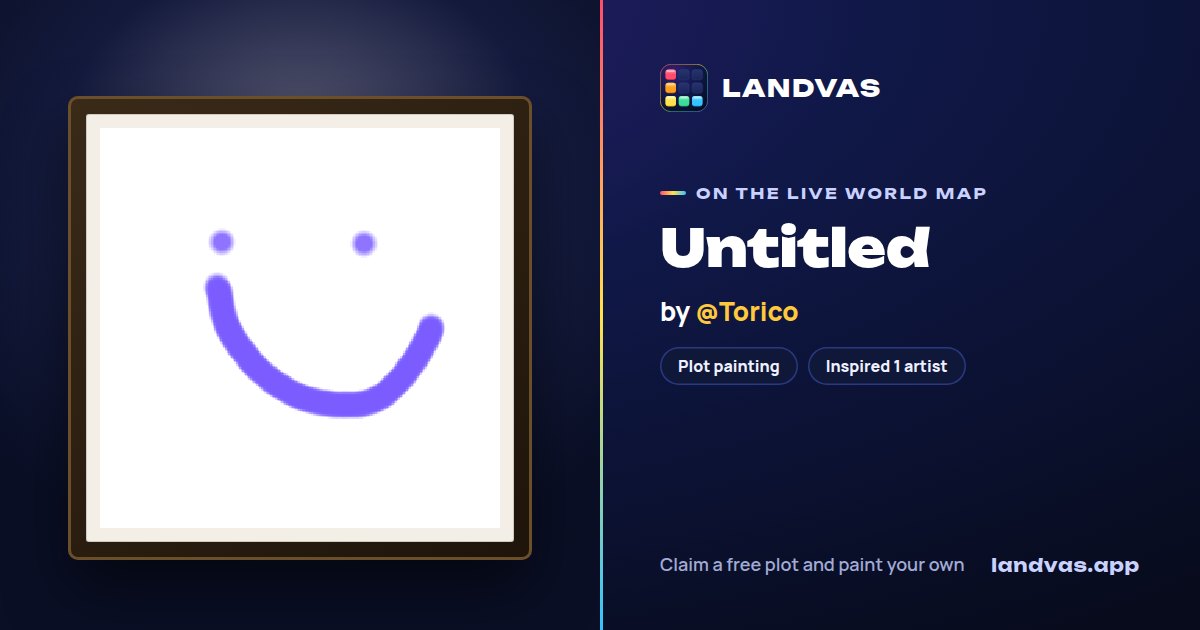 LANDVAS
ON THE LIVE WORLD MAP
Untitled
by @Torico
Plot painting
Inspired 1 artist
Claim a free plot and paint your own
landvas.app